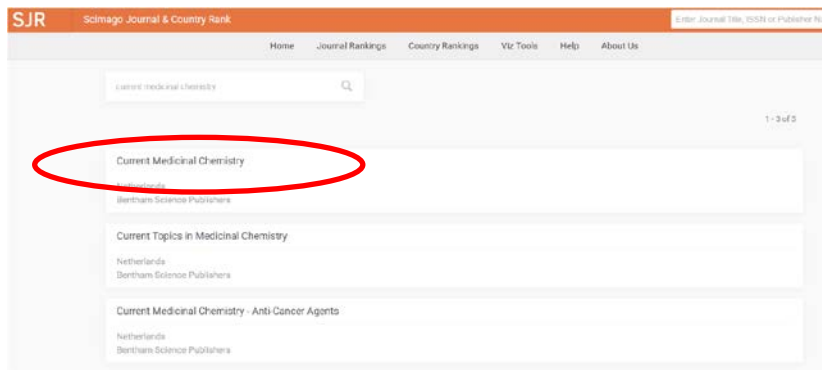 SJR Scimago Journal & Country Rank Enter Journal Title, ISSN or Publisher N
Home Journal Rankings Country Rankings Viz Tools Help About Us
current medicinal chemistry
1 - 3 of 3
Current Medicinal Chemistry
Netherlands
Bentham Science Publishers
Current Topics in Medicinal Chemistry
Netherlands
Bentham Science Publishers
Current Medicinal Chemistry - Anti-Cancer Agents
Netherlands
Bentham Science Publishers